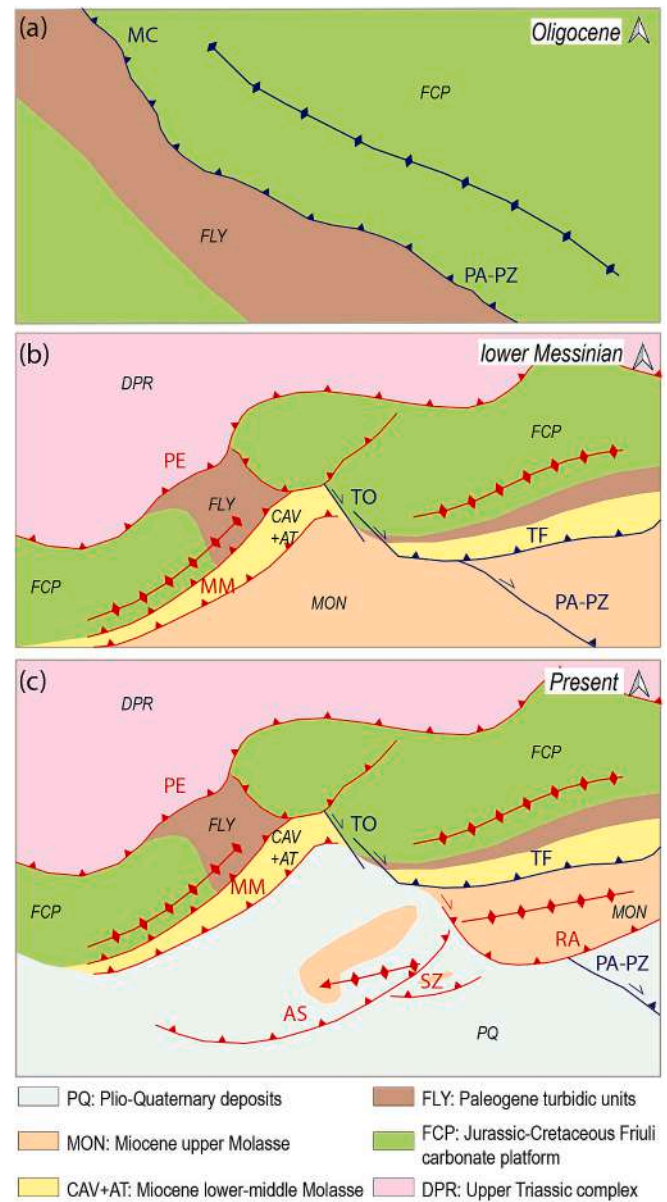 (a)
MC
Oligocene
FCP
FLY
PA-PZ
(b)
lower Messinian
DPR
PE
FCP
FLY
CAV
+AT
TO
TF
FCP
MM
MON
PA-PZ
(c)
Present
DPR
PE
FCP
FLY
CAV
+AT
TO
TF
FCP
MM
MON
RA
PA-PZ
AS
SZ
PQ
PQ: Plio-Quaternary deposits
FLY: Paleogene turbidic units
MON: Miocene upper Molasse
FCP: Jurassic-Cretaceous Friuli
carbonate platform
CAV+AT: Miocene lower-middle Molasse
DPR: Upper Triassic complex